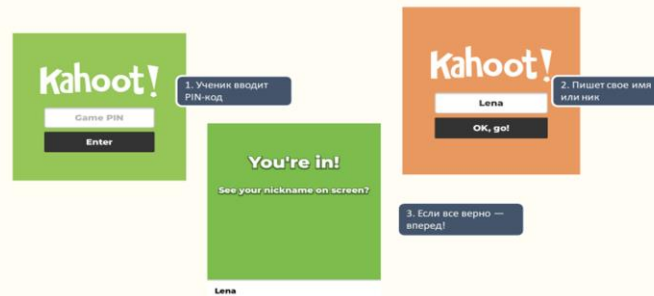 Kahoot!
1. Ученик вводит
PIN-код
Game PIN
Enter
Kahoot!
2. Пишет свое имя
или ник
Lena
OK, go!
You're in!
See your nickname on screen?
3. Если все верно —
вперед!
Lena